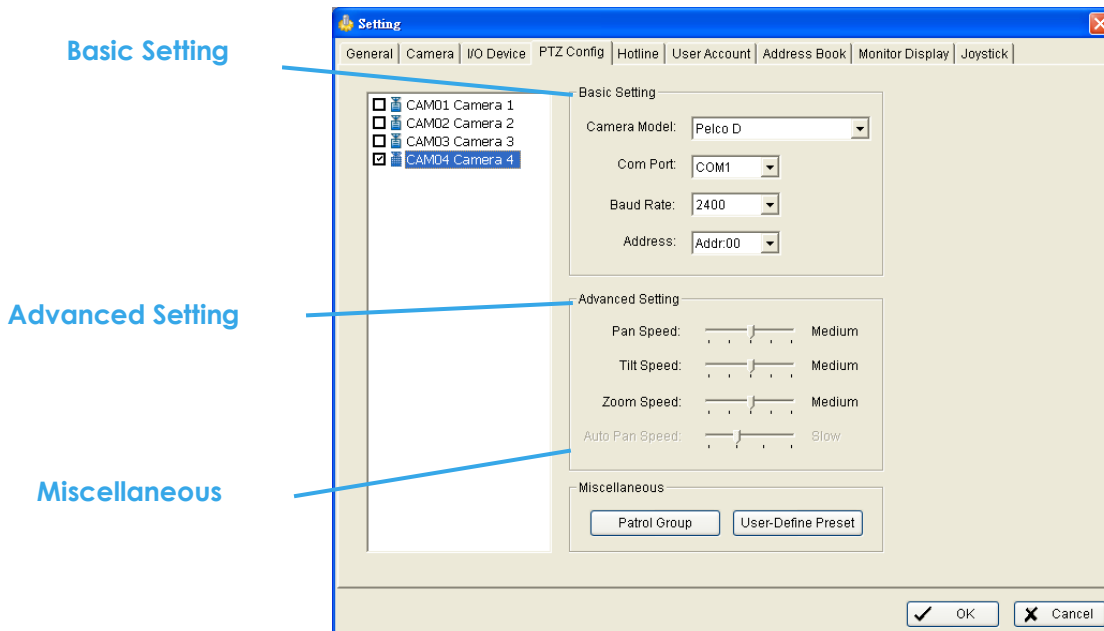 Setting
General Camera I/O Device PTZ Config Hotline User Account Address Book Monitor Display Joystick
Basic Setting
CAM01 Camera 1
CAM02 Camera 2
CAM03 Camera 3
CAM04 Camera 4
Basic Setting
Camera Model: Pelco D
Com Port: COM1
Baud Rate: 2400
Address: Addr:00
Advanced Setting
Advanced Setting
Pan Speed: Medium
Tilt Speed: Medium
Zoom Speed: Medium
Auto Pan Speed: Slow
Miscellaneous
Miscellaneous
Patrol Group User-Define Preset
OK Cancel